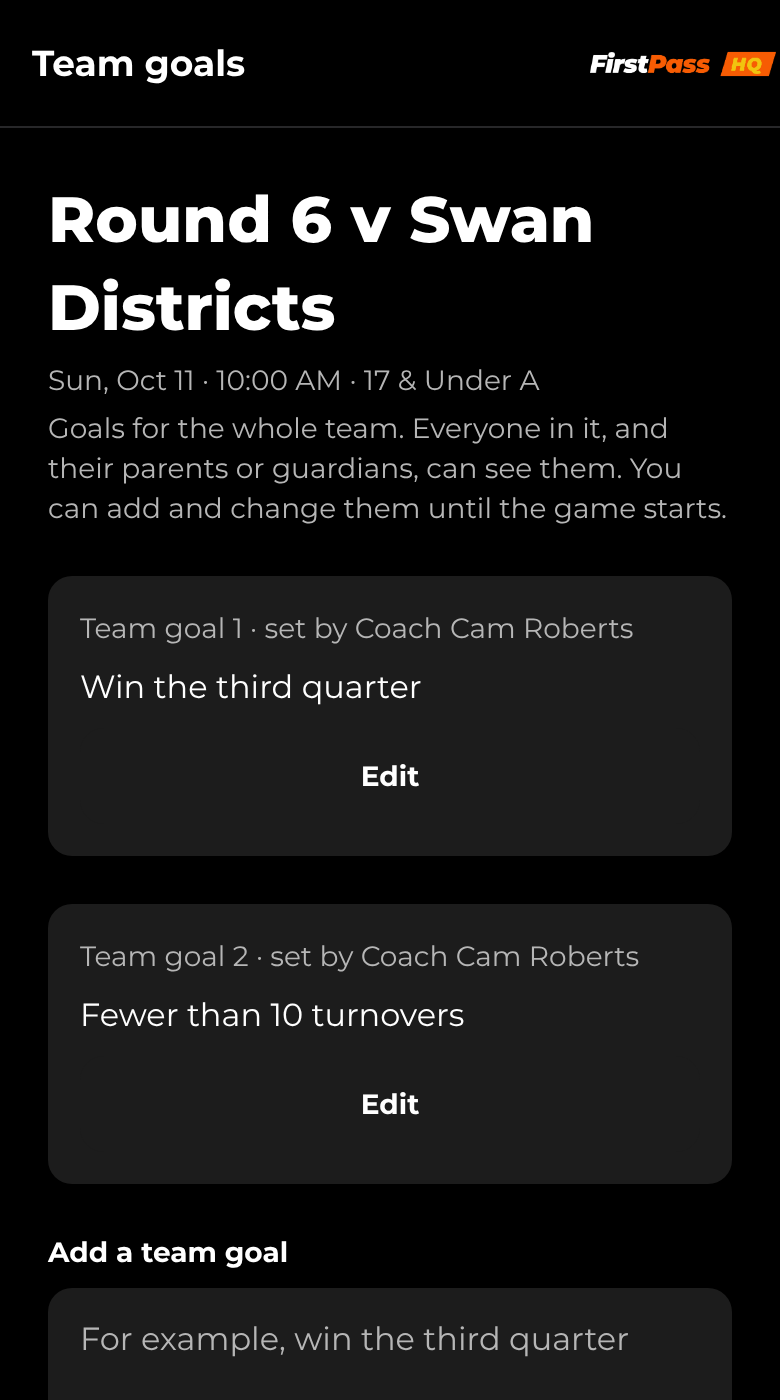 Team goals
FirstPass HQ
Round 6 v Swan
Districts
Sun, Oct 11 · 10:00 AM · 17 & Under A
Goals for the whole team. Everyone in it, and
their parents or guardians, can see them. You
can add and change them until the game starts.
Team goal 1 · set by Coach Cam Roberts
Win the third quarter
Edit
Team goal 2 · set by Coach Cam Roberts
Fewer than 10 turnovers
Edit
Add a team goal
For example, win the third quarter